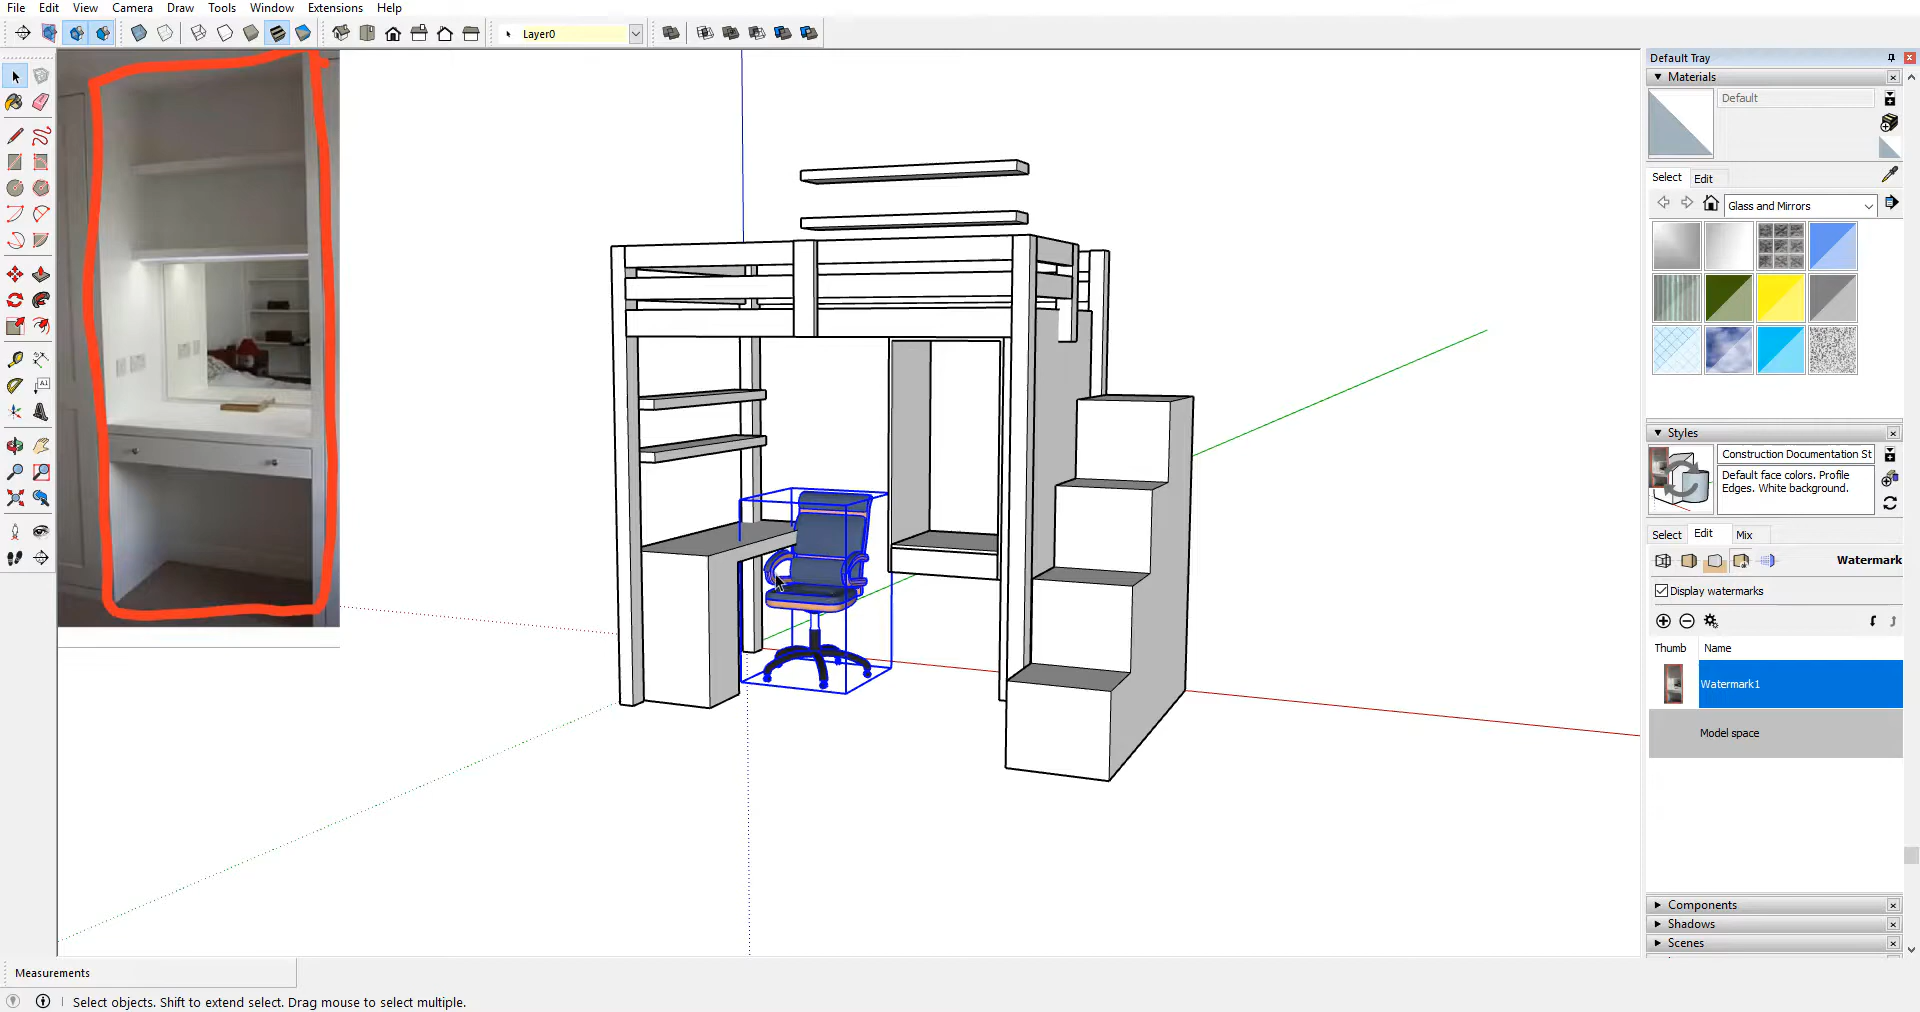 File Edit View Camera Draw Tools Window Extensions Help
Layer0
Default Tray
Materials
Default
Select Edit
Glass and Mirrors
Styles
Construction Documentation St
Default face colors. Profile
Edges. White background.
Select Edit Mix
Watermark
Display watermarks
Thumb Name
Watermark1
Model space
Components
Shadows
Scenes
Measurements
Select objects. Shift to extend select. Drag mouse to select multiple.